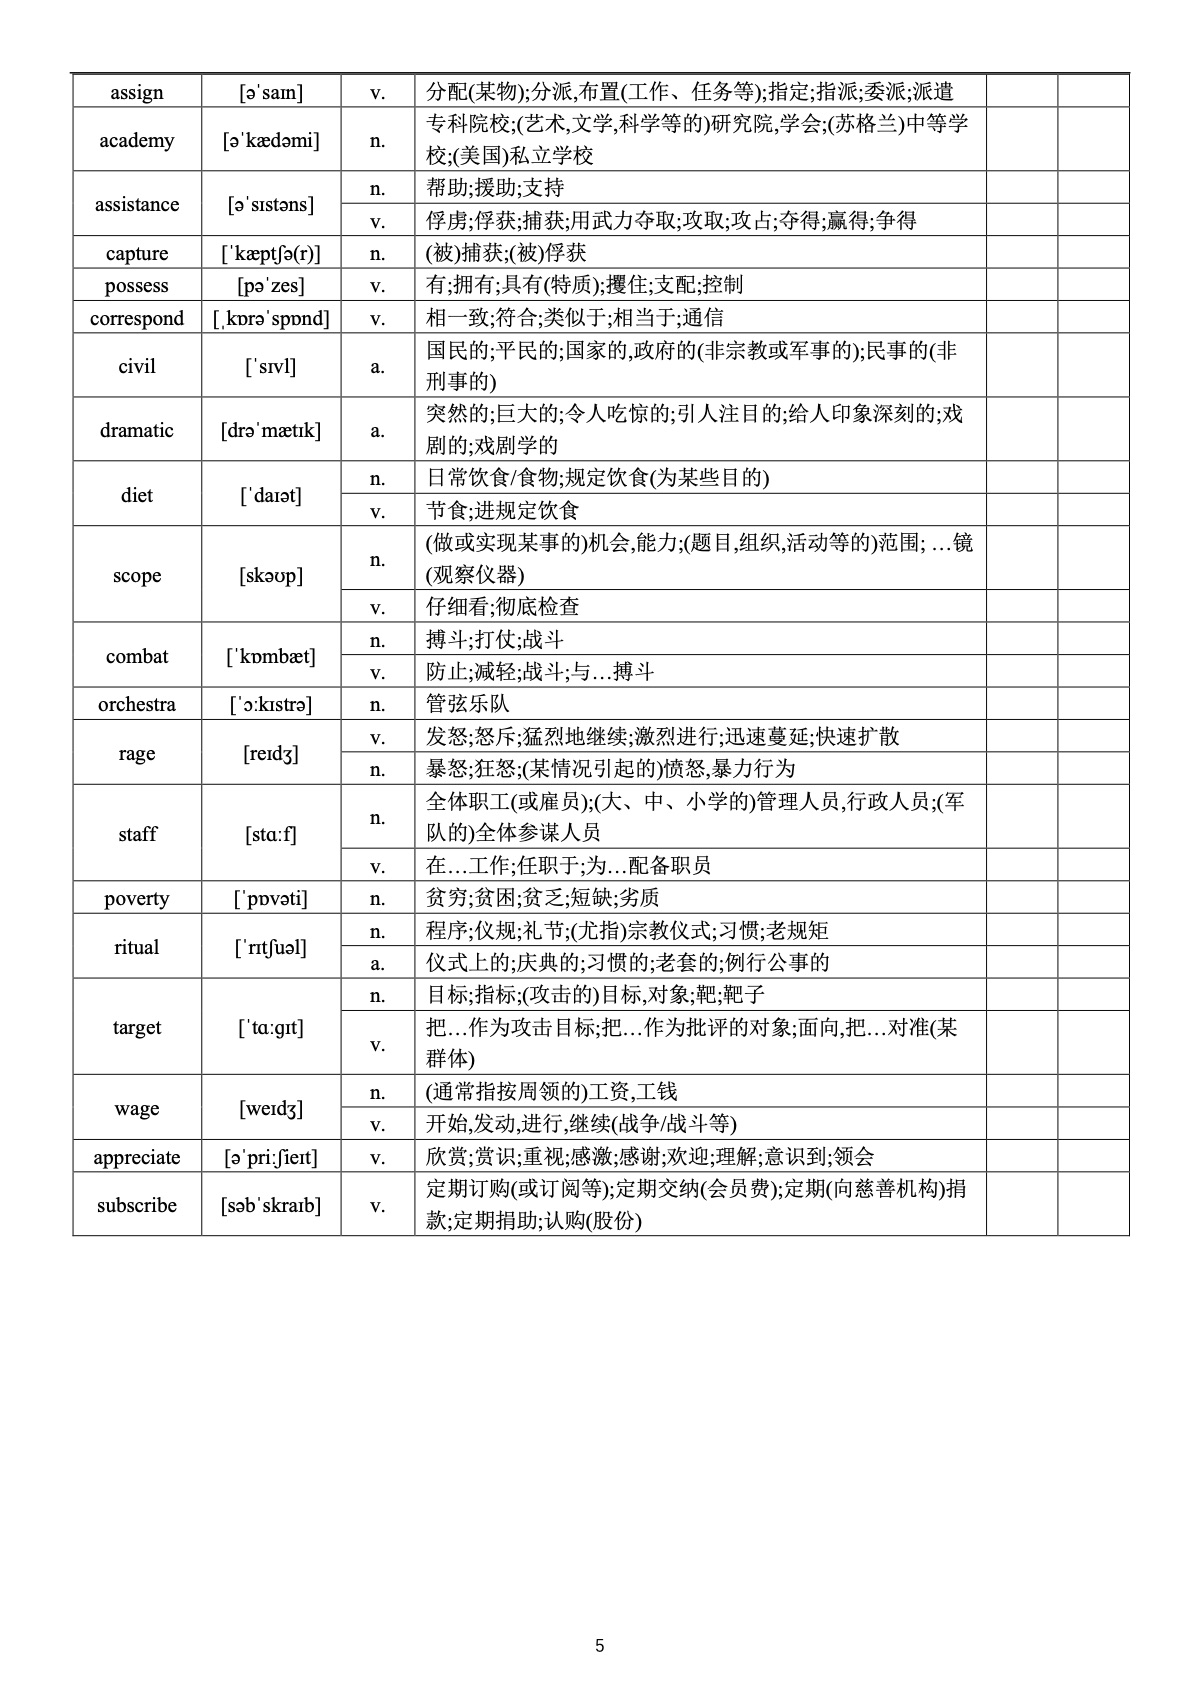 assign [əˈsaɪn] v. 分配(某物);分派,布置(工作、任务等);指定;指派;委派;派遣
academy [əˈkædəmi] n. 专科院校;(艺术,文学,科学等的)研究院,学会;(苏格兰)中等学
校;(美国)私立学校
assistance [əˈsɪstəns] n. 帮助;援助;支持
v. 俘虏;俘获;捕获;用武力夺取;攻取;攻占;夺得;赢得;争得
capture [ˈkæptʃə(r)] n. (被)捕获;(被)俘获
possess [pəˈzes] v. 有;拥有;具有(特质);攫住;支配;控制
correspond [ˌkɒrəˈspɒnd] v. 相一致;符合;类似于;相当于;通信
civil [ˈsɪvl] a. 国民的;平民的;国家的,政府的(非宗教或军事的);民事的(非
刑事的)
dramatic [drəˈmætɪk] a. 突然的;巨大的;令人吃惊的;引人注目的;给人印象深刻的;戏
剧的;戏剧学的
diet [ˈdaɪət] n. 日常饮食/食物;规定饮食(为某些目的)
v. 节食;进规定饮食
scope [skəʊp] n. (做或实现某事的)机会,能力;(题目,组织,活动等的)范围; …镜
(观察仪器)
v. 仔细看;彻底检查
combat [ˈkɒmbæt] n. 搏斗;打仗;战斗
v. 防止;减轻;战斗;与…搏斗
orchestra [ˈɔːkɪstrə] n. 管弦乐队
rage [reɪdʒ] v. 发怒;怒斥;猛烈地继续;激烈进行;迅速蔓延;快速扩散
n. 暴怒;狂怒;(某情况引起的)愤怒,暴力行为
staff [stɑːf] n. 全体职工(或雇员);(大、中、小学的)管理人员,行政人员;(军
队的)全体参谋人员
v. 在…工作;任职于;为…配备职员
poverty [ˈpɒvəti] n. 贫穷;贫困;贫乏;短缺;劣质
ritual [ˈrɪtʃuəl] n. 程序;仪规;礼节;(尤指)宗教仪式;习惯;老规矩
a. 仪式上的;庆典的;习惯的;老套的;例行公事的
target [ˈtɑːɡɪt] n. 目标;指标;(攻击的)目标,对象;靶;靶子
v. 把…作为攻击目标;把…作为批评的对象;面向,把…对准(某
群体)
wage [weɪdʒ] n. (通常指按周领的)工资,工钱
v. 开始,发动,进行,继续(战争/战斗等)
appreciate [əˈpriːʃieɪt] v. 欣赏;赏识;重视;感激;感谢;欢迎;理解;意识到;领会
subscribe [səbˈskraɪb] v. 定期订购(或订阅等);定期交纳(会员费);定期(向慈善机构)捐
款;定期捐助;认购(股份)
5